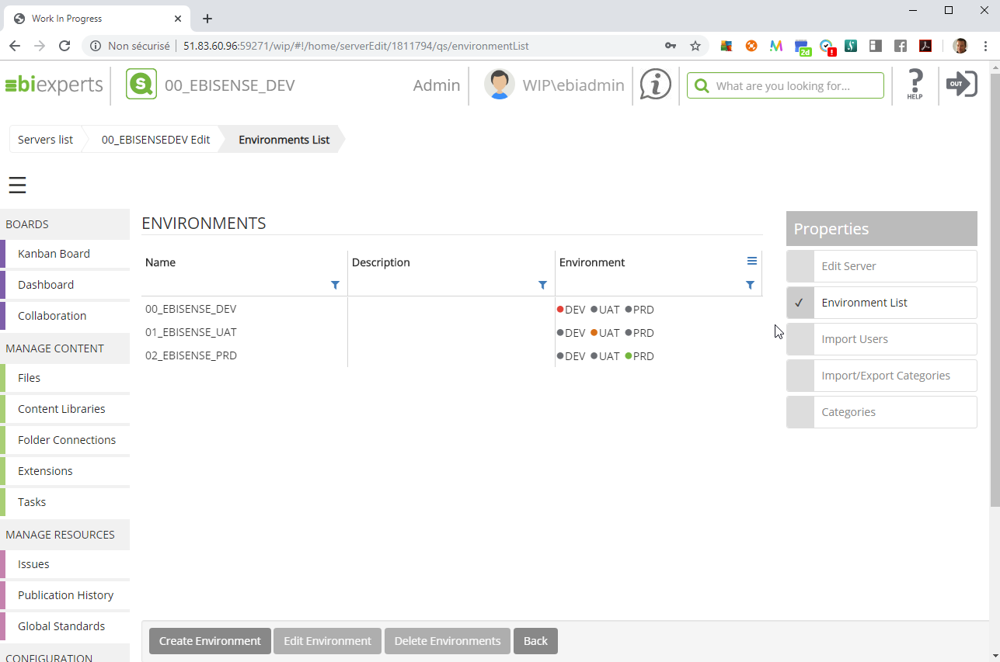 Work In Progress
Non sécurisé
51.83.60.96:59271/wip/#!/home/serverEdit/1811794/qs/environmentList
2d
biexperts
00_EBISENSE_DEV
Admin
WIP\ebiadmin
What are you looking for...
HELP
OUT
Servers list
00_EBISENSEDEV Edit
Environments List
BOARDS
Kanban Board
Dashboard
Collaboration
MANAGE CONTENT
Files
Content Libraries
Folder Connections
Extensions
Tasks
MANAGE RESOURCES
Issues
Publication History
Global Standards
CONFIGURATION
ENVIRONMENTS
Name Description Environment
00_EBISENSE_DEV DEV UAT PRD
01_EBISENSE_UAT DEV UAT PRD
02_EBISENSE_PRD DEV UAT PRD
Properties
Edit Server
✓ Environment List
Import Users
Import/Export Categories
Categories
Create Environment
Edit Environment
Delete Environments
Back